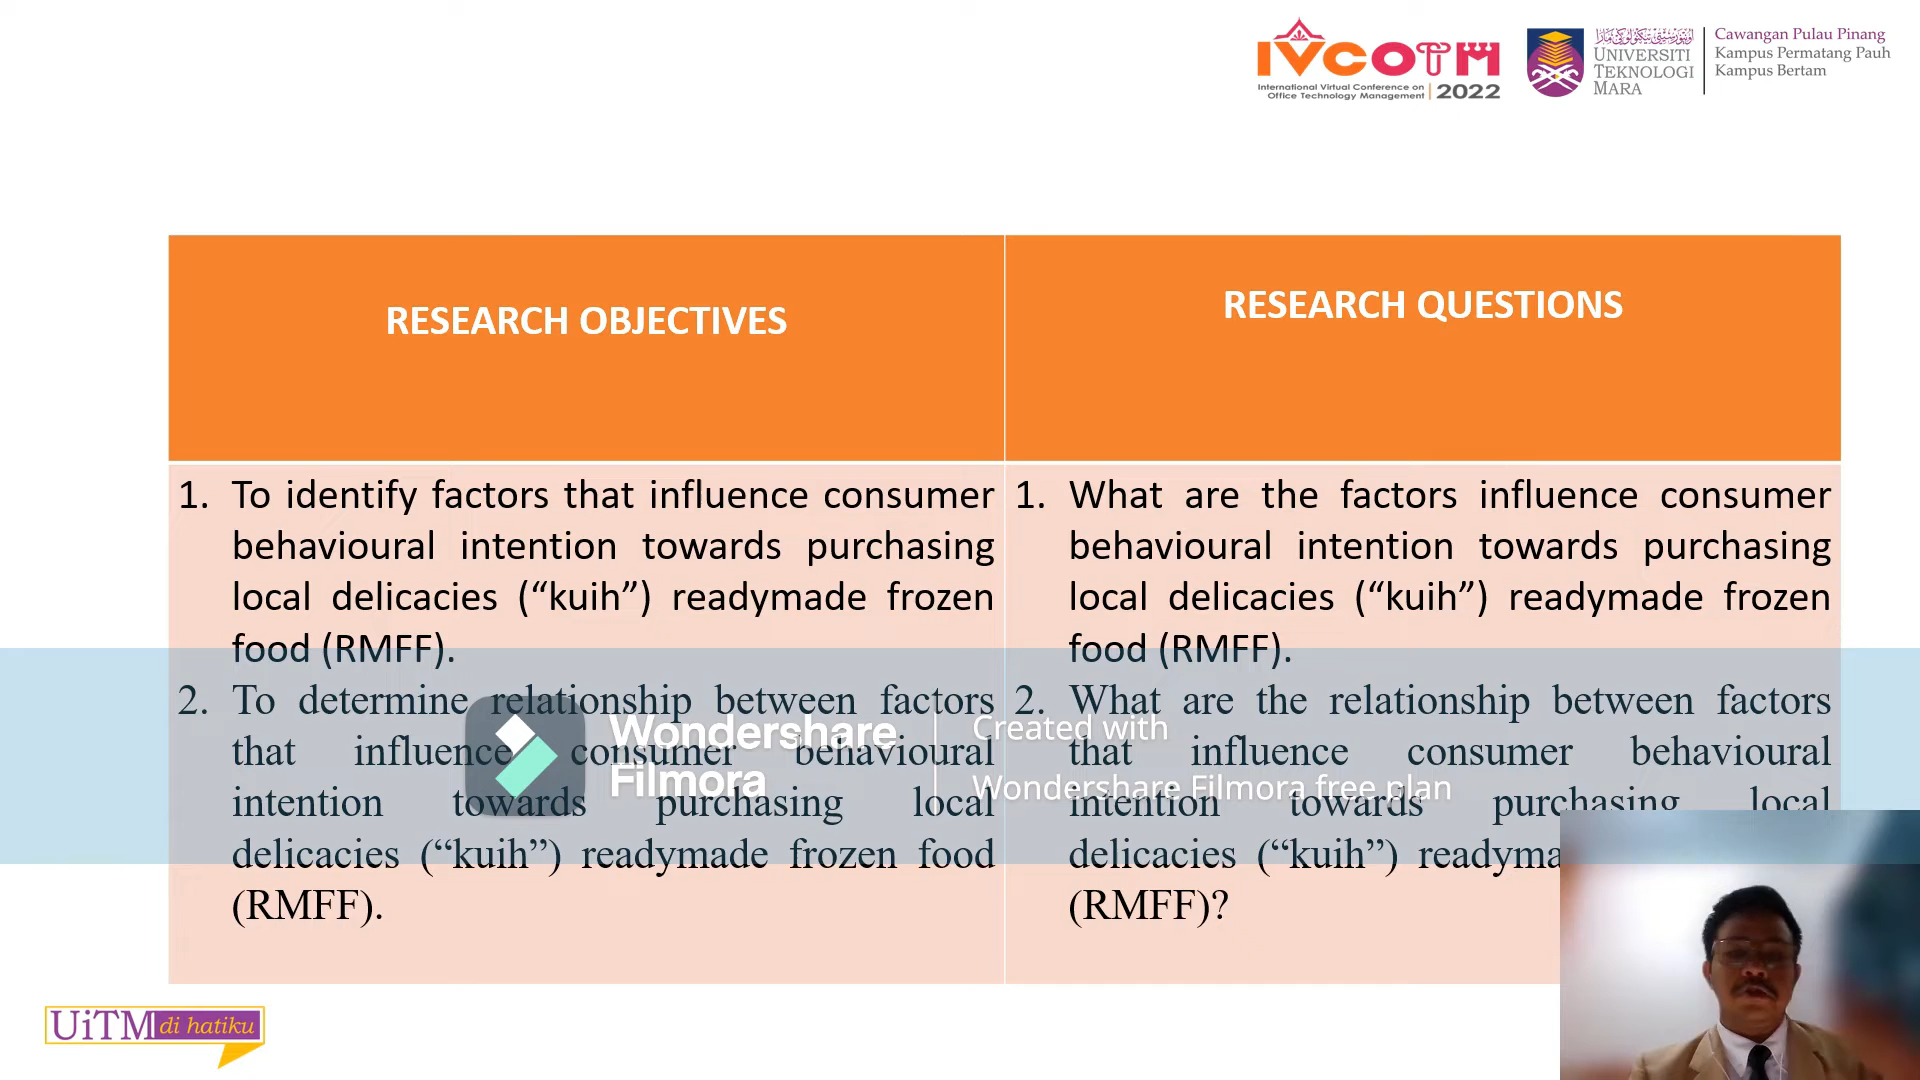 IVCOTM
International Virtual Conference on
Office Technology Management | 2022
UNIVERSITI
TEKNOLOGI
MARA
Cawangan Pulau Pinang
Kampus Permatang Pauh
Kampus Bertam
RESEARCH OBJECTIVES
1. To identify factors that influence consumer
behavioural intention towards purchasing
local delicacies (“kuih”) readymade frozen
food (RMFF).
2. To determine relationship between factors
that influence consumer behavioural
intention towards purchasing local
delicacies (“kuih”) readymade frozen food
(RMFF).
RESEARCH QUESTIONS
1. What are the factors influence consumer
behavioural intention towards purchasing
local delicacies (“kuih”) readymade frozen
food (RMFF).
2. What are the relationship between factors
that influence consumer behavioural
intention towards purchasing local
delicacies (“kuih”)
(RMFF)?
Wondershare
Filmora
Created with
Wondershare Filmora free plan
UiTM di hatiku